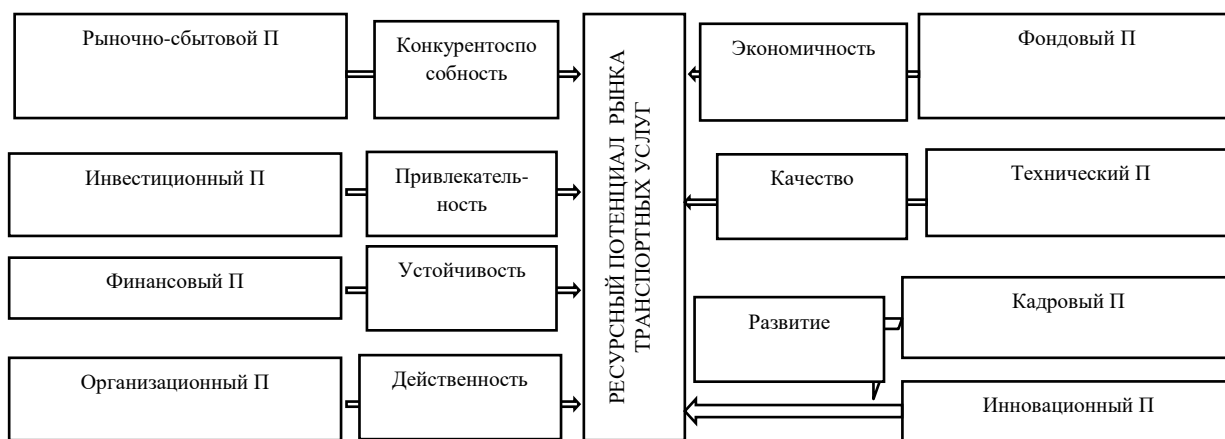 Рыночно-сбытовой П
Конкурентоспо
собность
РЕСУРСНЫЙ ПОТЕНЦИАЛ РЫНКА
ТРАНСПОРТНЫХ УСЛУГ
Экономичность
Фондовый П
Инвестиционный П
Привлекатель-
ность
Качество
Технический П
Финансовый П
Устойчивость
Развитие
Кадровый П
Организационный П
Действенность
Инновационный П